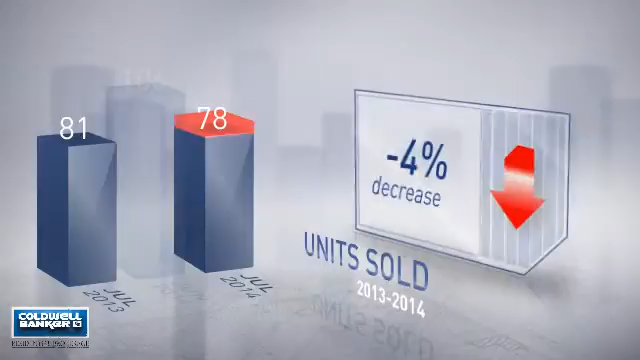 81
78
JUL
2013
JUL
2014
-4%
decrease
UNITS SOLD
2013-2014
COLDWELL
BANKER